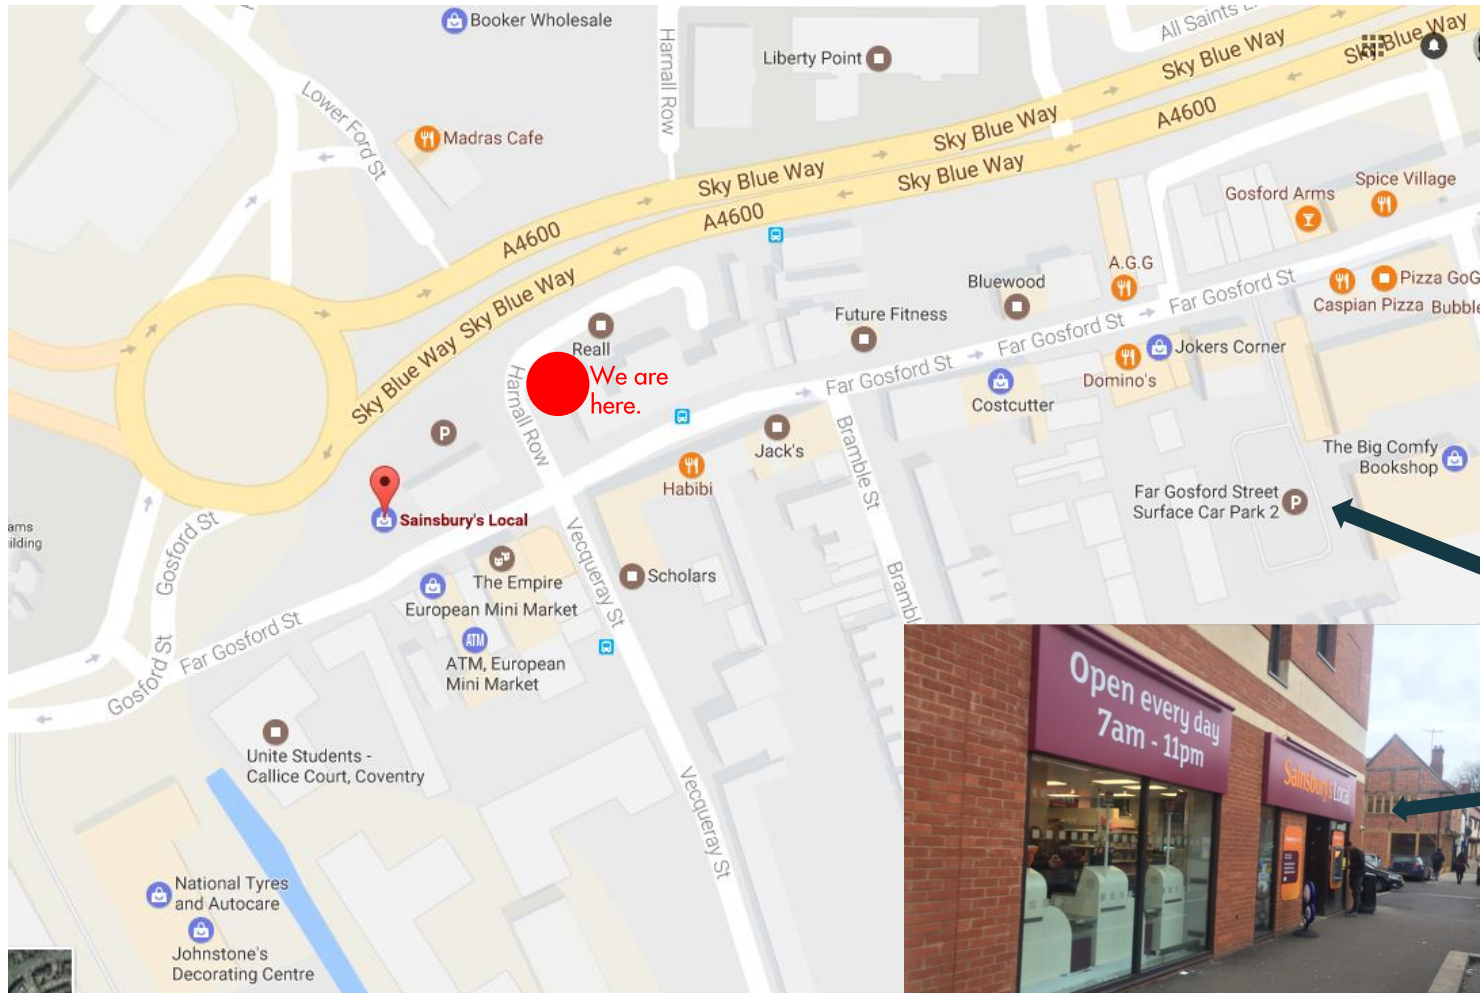 Booker Wholesale
Harnall Row
Liberty Point
All Saints
Sky Blue Way
Sky Blue Way
Lower Ford St
Madras Cafe
Sky Blue Way
A4600
Sky Blue Way
Sky Blue Way
A4600
A4600
Sky Blue Way
Sky Blue Way
Spice Village
Gosford Arms
A.G.G
Bluewood
Far Gosford St
Pizza GoG
Caspian Pizza
Bubble
Future Fitness
Far Gosford St
Jokers Corner
Reall
We are
here.
Harnall Row
Far Gosford St
Domino's
Costcutter
P
Jack's
Bramble St
The Big Comfy
Bookshop
Habibi
Far Gosford Street
Surface Car Park 2
P
Sainsbury's Local
Gosford St
ams
ilding
Vecqueray St
The Empire
Scholars
European Mini Market
Brambl
ATM
ATM, European
Mini Market
Far Gosford St
Gosford St
Unite Students -
Callice Court, Coventry
Vecqueray St
National Tyres
and Autocare
Johnstone's
Decorating Centre
Open every day
7am - 11pm
Sainsbury's Local